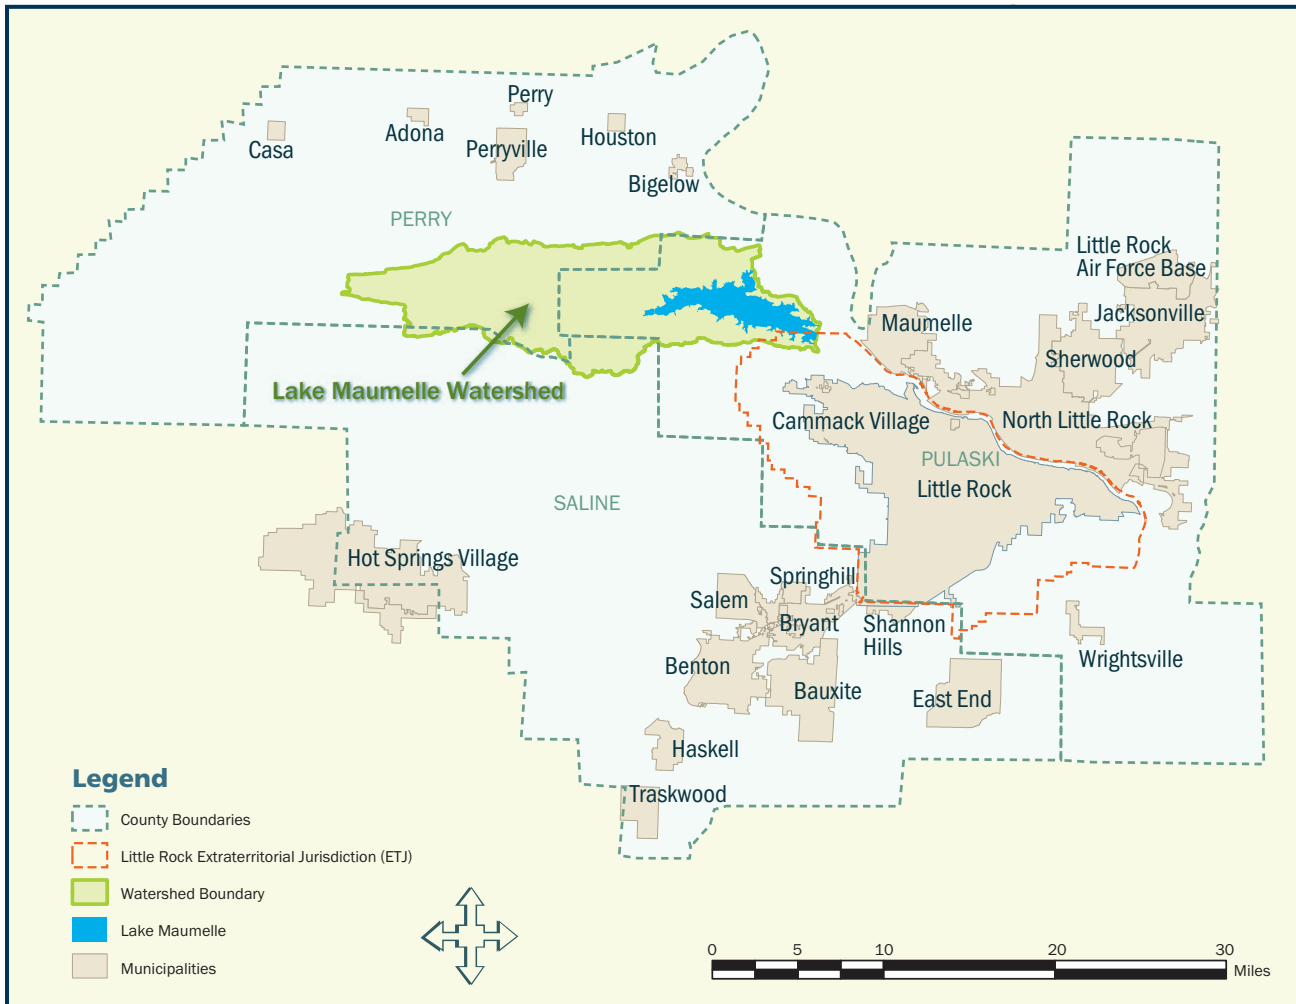 Perry
Adona
Houston
Casa
Perryville
Bigelow
PERRY
Little Rock
Air Force Base
Maumelle
Jacksonville
Sherwood
Lake Maumelle Watershed
Cammack Village
North Little Rock
PULASKI
Little Rock
SALINE
Hot Springs Village
Springhill
Salem
Bryant
Shannon
Hills
Benton
Wrightsville
Bauxite
East End
Haskell
Traskwood
Legend
County Boundaries
Little Rock Extraterritorial Jurisdiction (ETJ)
Watershed Boundary
Lake Maumelle
Municipalities
0 5 10 20 30
Miles